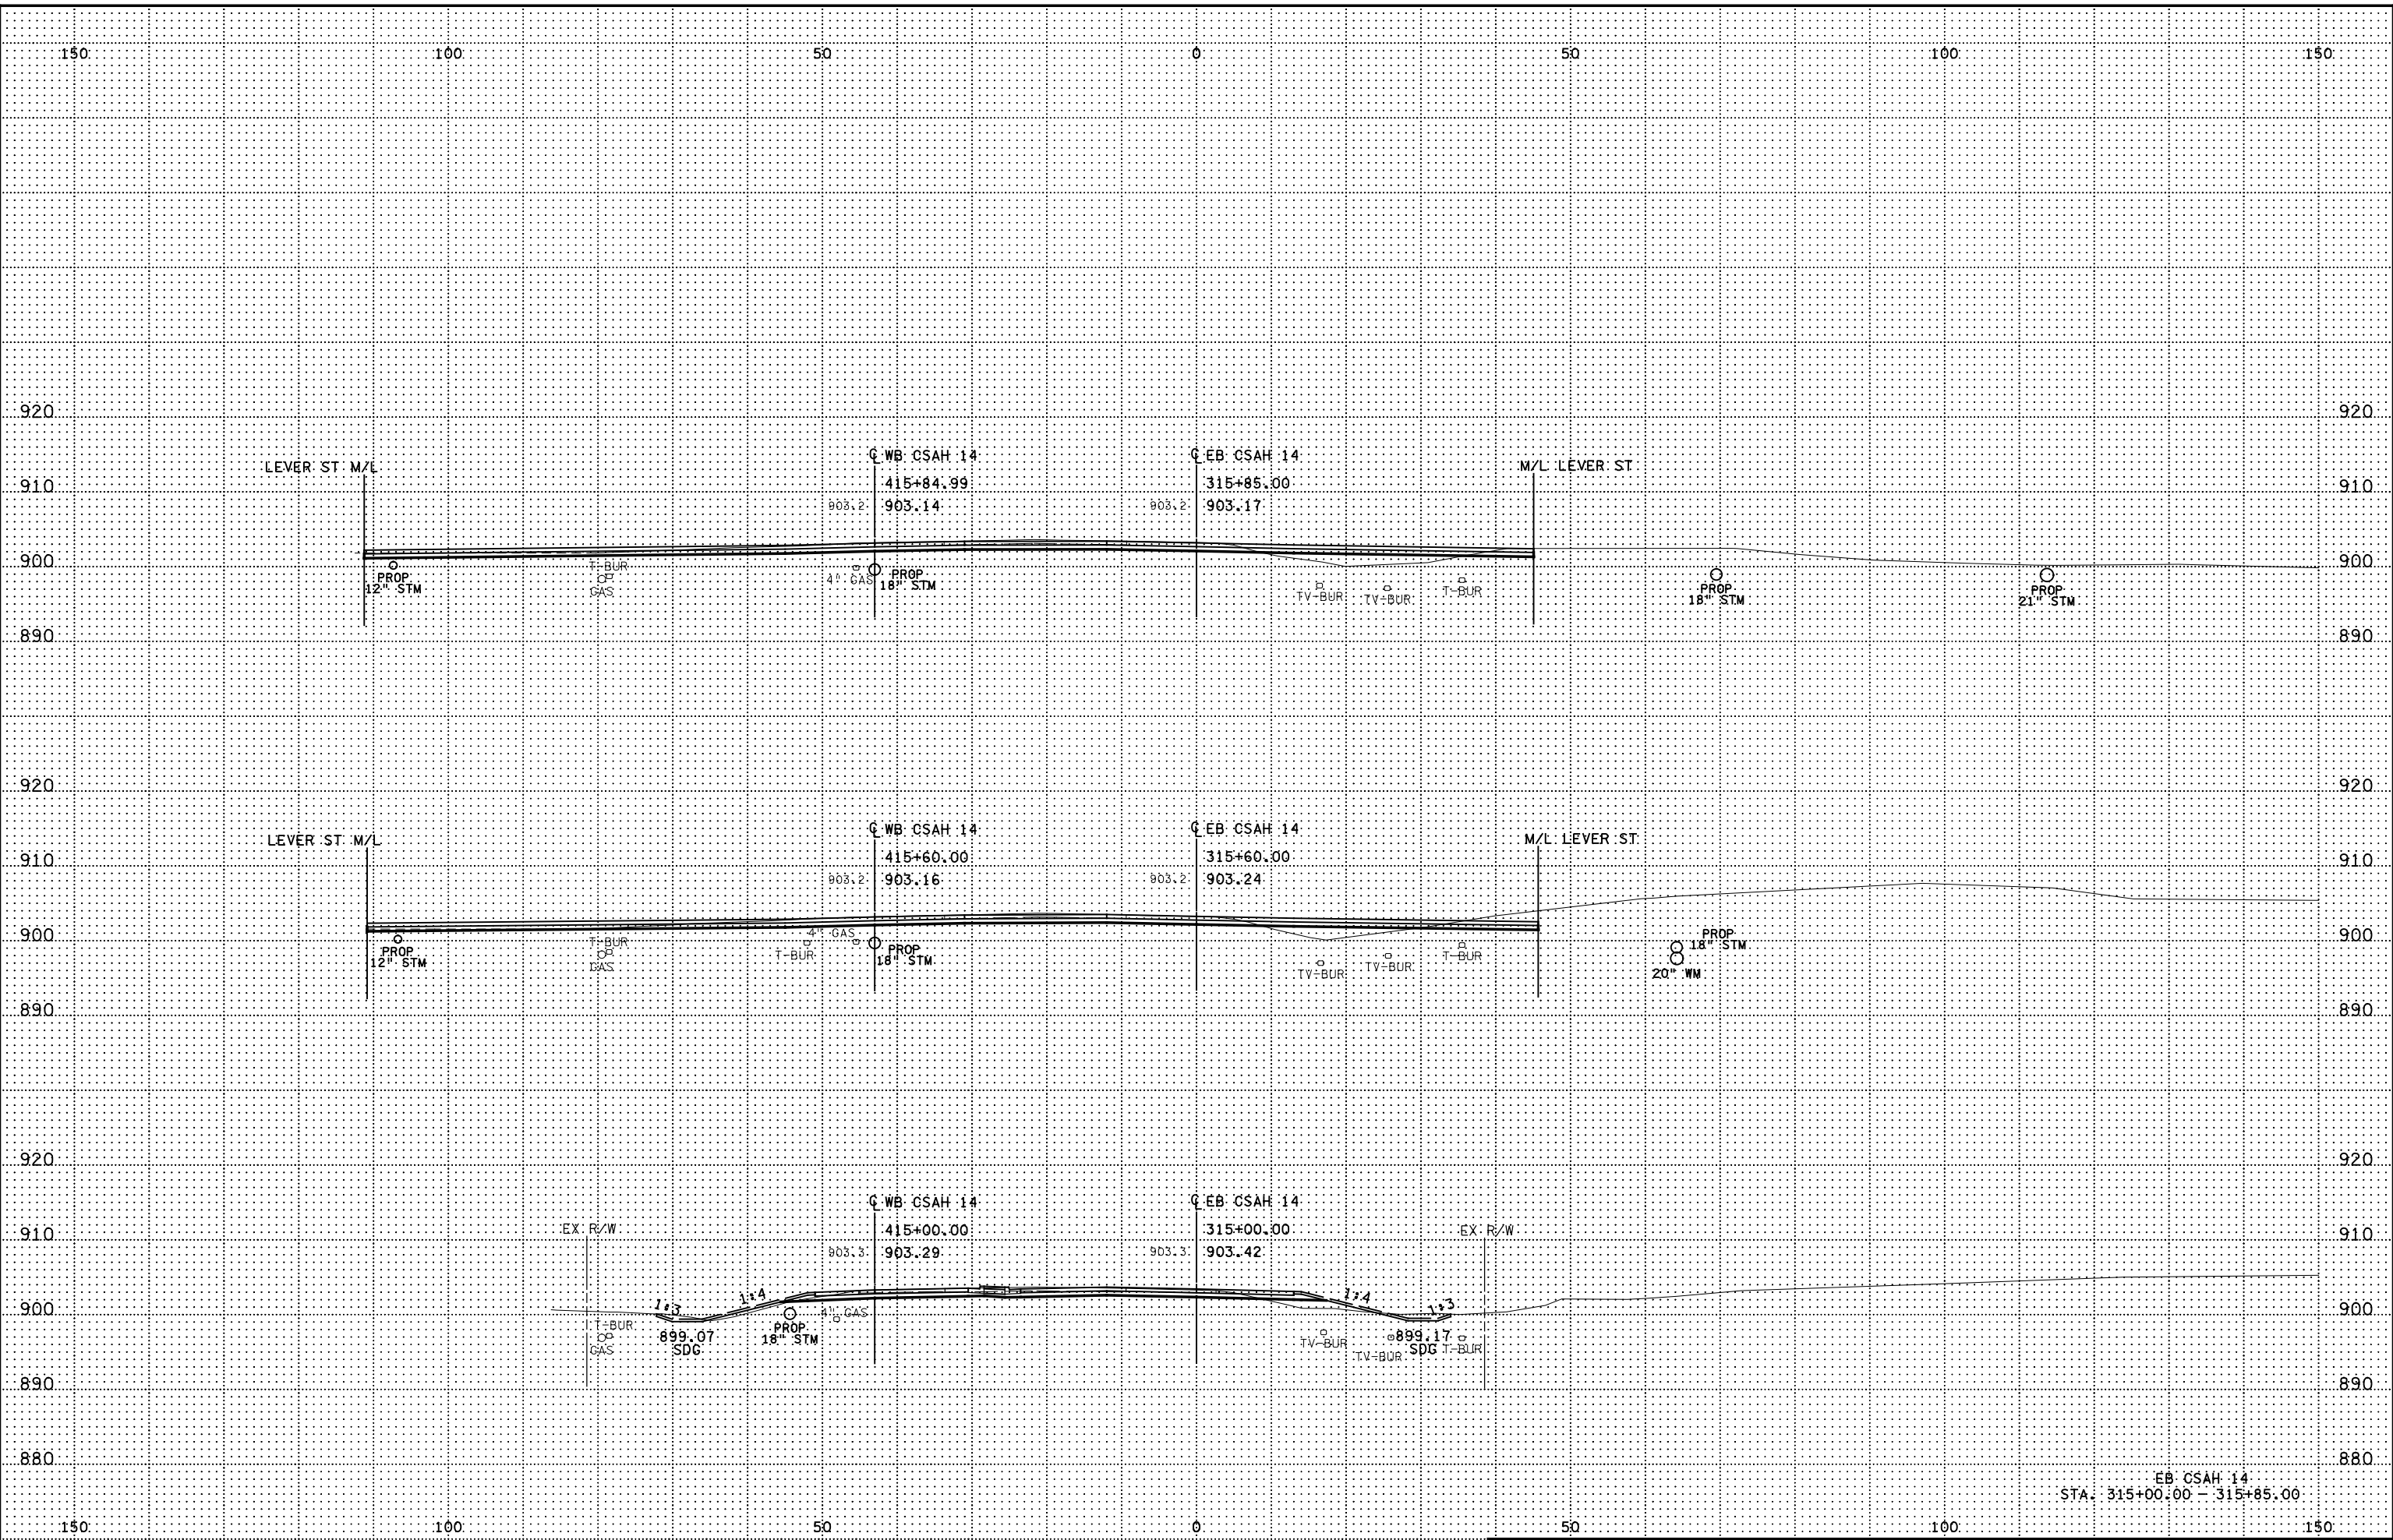 150 100 50 0 50 100 150
920 920
LEVER ST M/L ℄ WB CSAH 14 ℄ EB CSAH 14 M/L LEVER ST
910 415+84.99 315+85.00 910
903.2 903.14 903.2 903.17
900 900
T-BUR
GAS
PROP
12" STM
4" GAS
PROP
18" STM
TV-BUR
TV-BUR
T-BUR
PROP
18" STM
PROP
21" STM
890 890
920 920
LEVER ST M/L ℄ WB CSAH 14 ℄ EB CSAH 14 M/L LEVER ST
910 415+60.00 315+60.00 910
903.2 903.16 903.2 903.24
900 900
PROP
12" STM
T-BUR
GAS
T-BUR
4" GAS
PROP
18" STM
TV-BUR
TV-BUR
T-BUR
PROP
18" STM
20" WM
890 890
920 920
℄ WB CSAH 14 ℄ EB CSAH 14
910 EX R/W 415+00.00 315+00.00 EX R/W 910
903.3 903.29 903.3 903.42
1:3 1:4 1:4 1:3
900 900
T-BUR
GAS
899.07
SDG
PROP
18" STM
4" GAS
TV-BUR
TV-BUR
899.17
SDG
T-BUR
890 890
880 880
EB CSAH 14
STA. 315+00.00 - 315+85.00
150 100 50 0 50 100 150